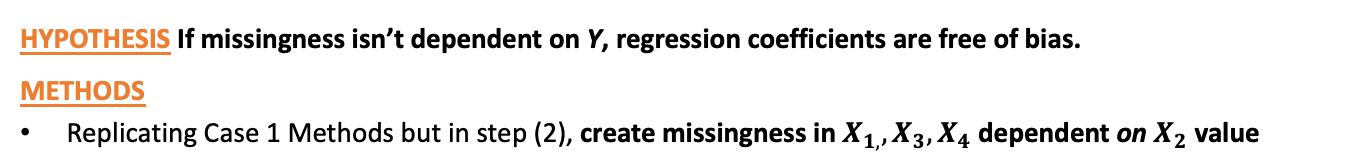 HYPOTHESIS If missingness isn’t dependent on Y, regression coefficients are free of bias.
METHODS
• Replicating Case 1 Methods but in step (2), create missingness in X₁,, X₃, X₄ dependent on X₂ value